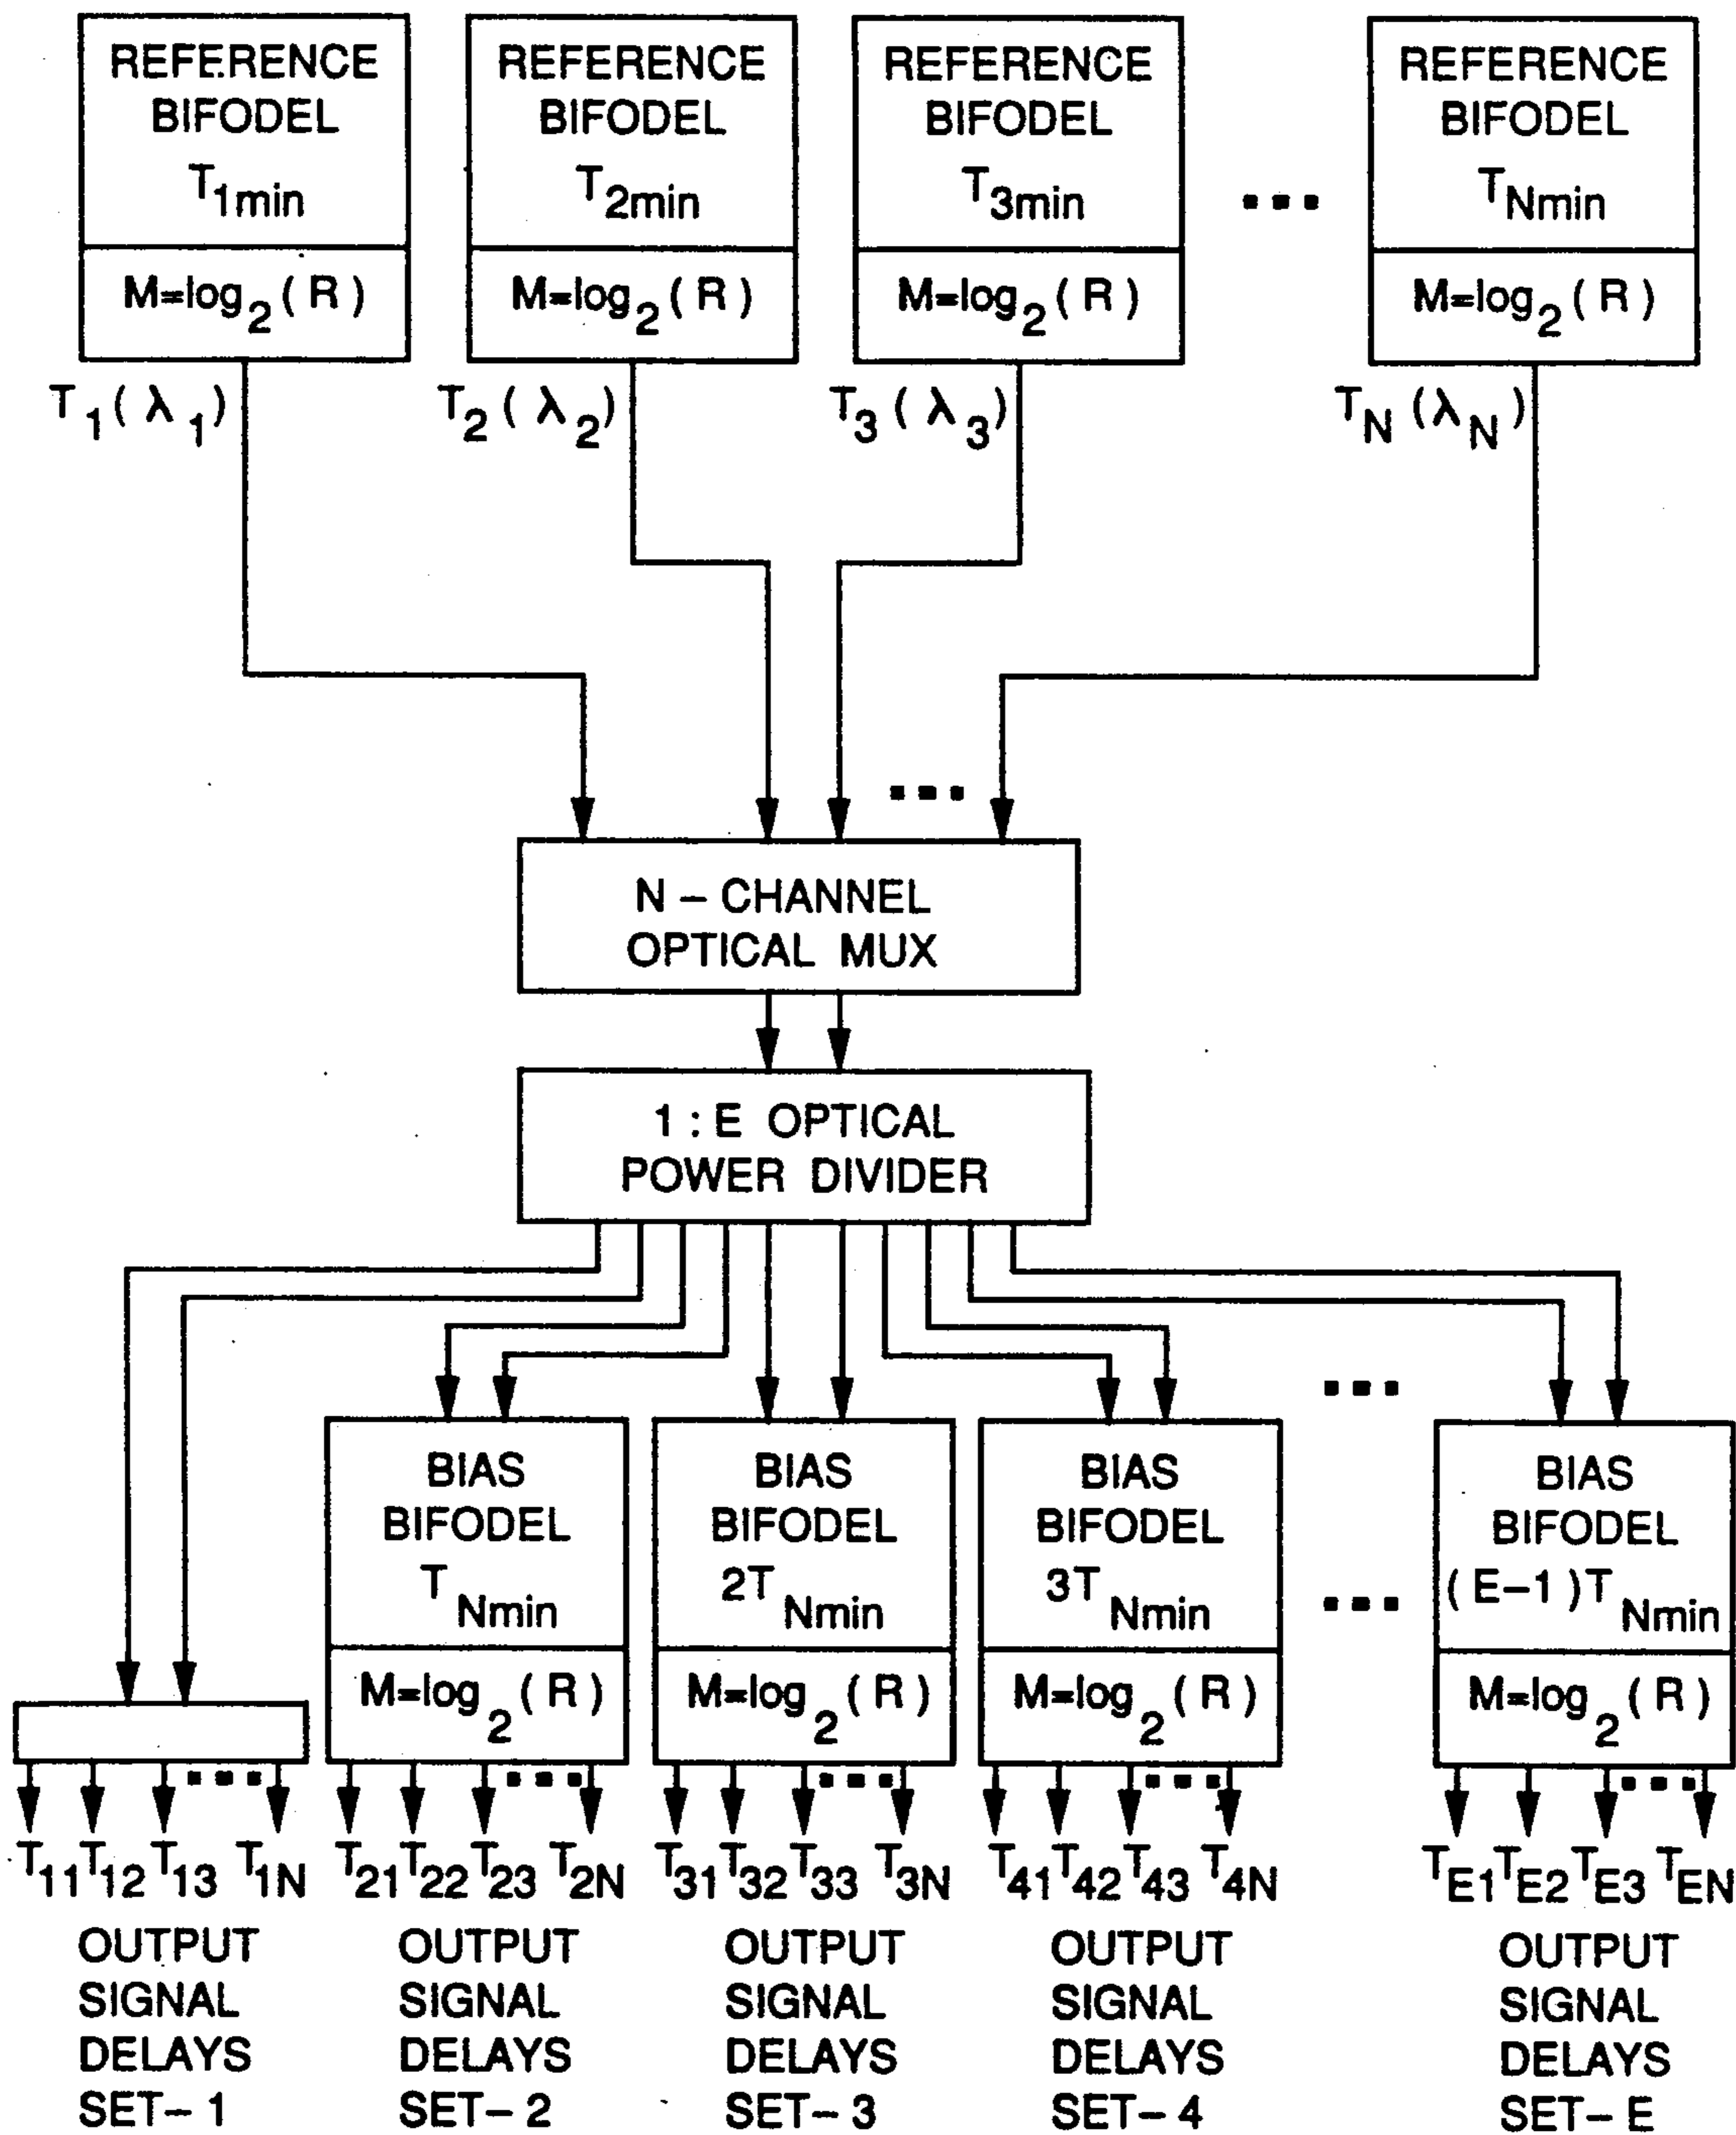 REFERENCE BIFODEL T1min
M=log2(R)
T1(λ1)
REFERENCE BIFODEL T2min
M=log2(R)
T2(λ2)
REFERENCE BIFODEL T3min
M=log2(R)
T3(λ3)
...
REFERENCE BIFODEL TNmin
M=log2(R)
TN(λN)
...
N-CHANNEL
OPTICAL MUX
1:E OPTICAL
POWER DIVIDER
...
BIAS
BIFODEL
TNmin
M=log2(R)
BIAS
BIFODEL
2TNmin
M=log2(R)
BIAS
BIFODEL
3TNmin
M=log2(R)
...
BIAS
BIFODEL
(E-1)TNmin
M=log2(R)
T11 T12 T13 ... T1N
OUTPUT
SIGNAL
DELAYS
SET-1
T21 T22 T23 ... T2N
OUTPUT
SIGNAL
DELAYS
SET-2
T31 T32 T33 ... T3N
OUTPUT
SIGNAL
DELAYS
SET-3
T41 T42 T43 ... T4N
OUTPUT
SIGNAL
DELAYS
SET-4
TE1 TE2 TE3 ... TEN
OUTPUT
SIGNAL
DELAYS
SET-E